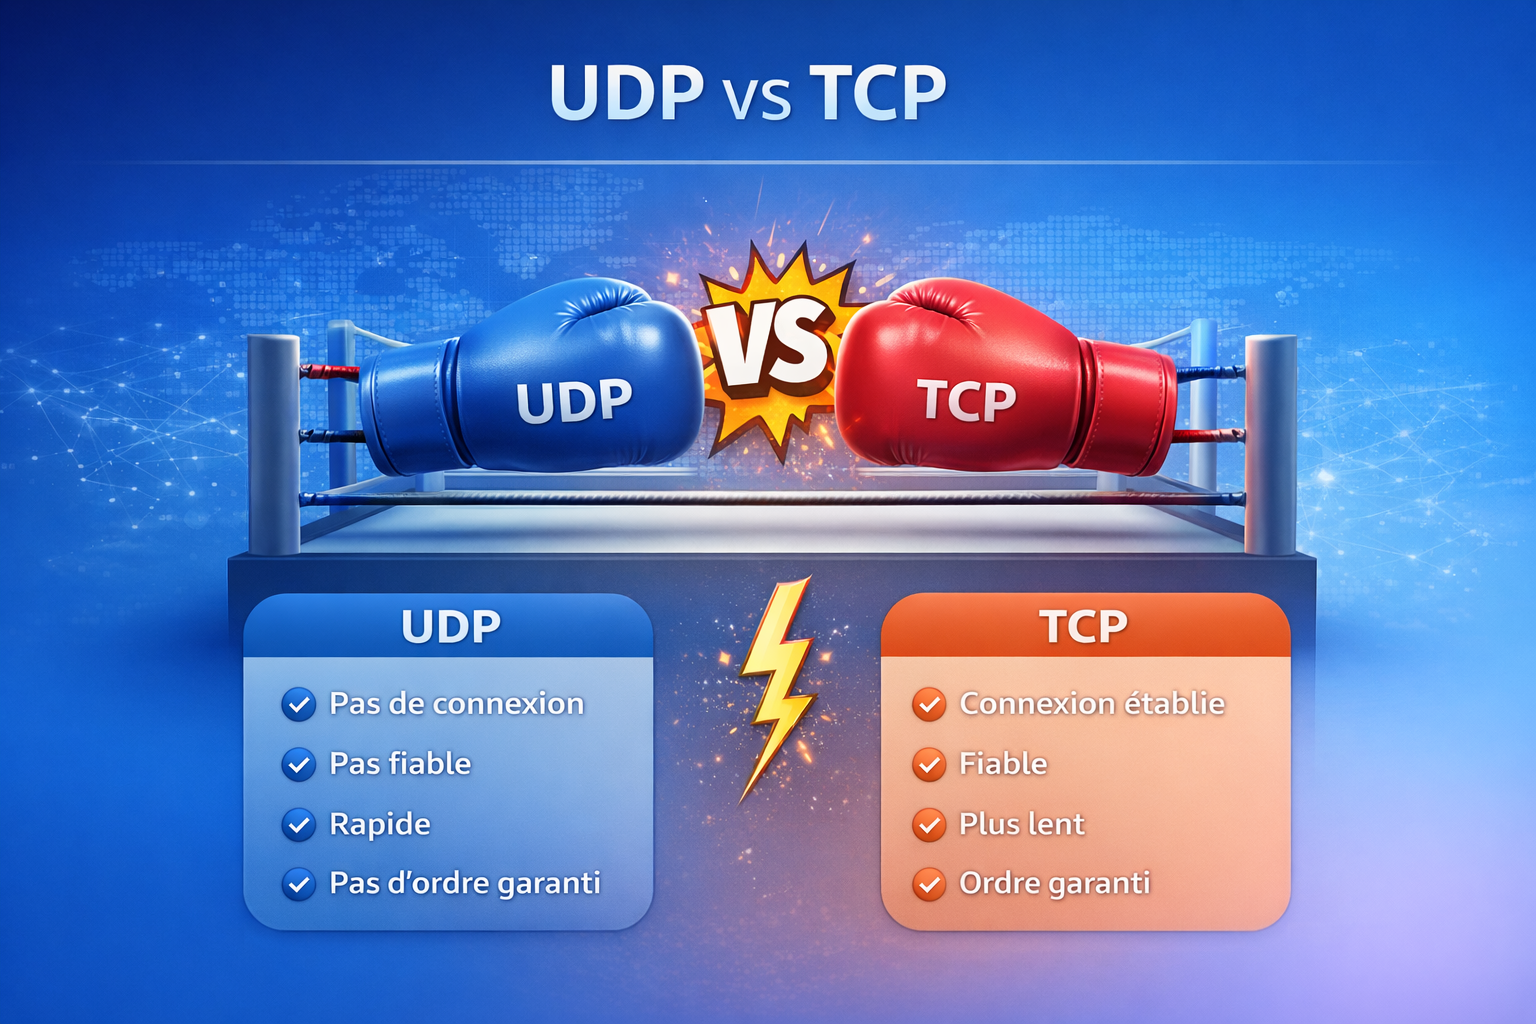 UDP vs TCP
VS
UDP
TCP
UDP
Pas de connexion
Pas fiable
Rapide
Pas d'ordre garanti
TCP
Connexion établie
Fiable
Plus lent
Ordre garanti